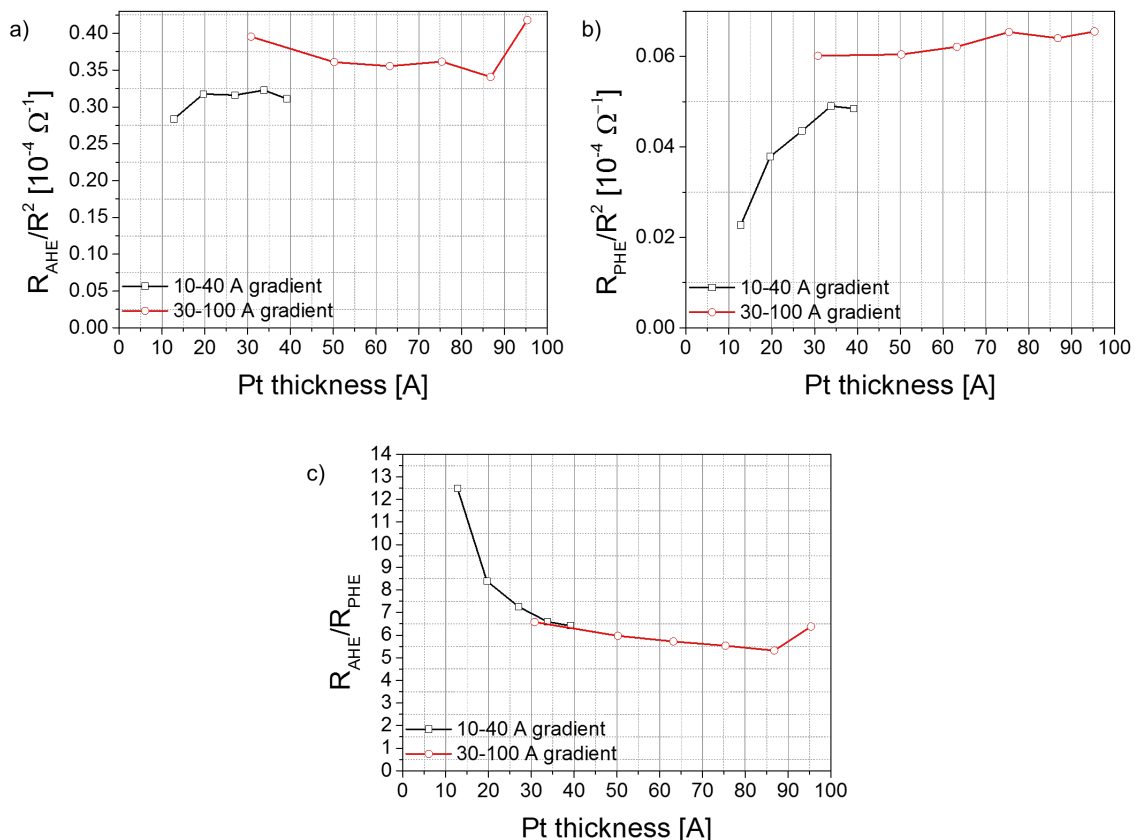 a)
R_AHE/R² [10⁻⁴ Ω⁻¹]
0.40
0.35
0.30
0.25
0.20
0.15
0.10
0.05
0.00
10-40 A gradient
30-100 A gradient
0 10 20 30 40 50 60 70 80 90 100
Pt thickness [A]
b)
R_PHE/R² [10⁻⁴ Ω⁻¹]
0.06
0.04
0.02
0.00
10-40 A gradient
30-100 A gradient
0 10 20 30 40 50 60 70 80 90 100
Pt thickness [A]
c)
R_AHE/R_PHE
14
13
12
11
10
9
8
7
6
5
4
3
2
1
0
10-40 A gradient
30-100 A gradient
0 10 20 30 40 50 60 70 80 90 100
Pt thickness [A]